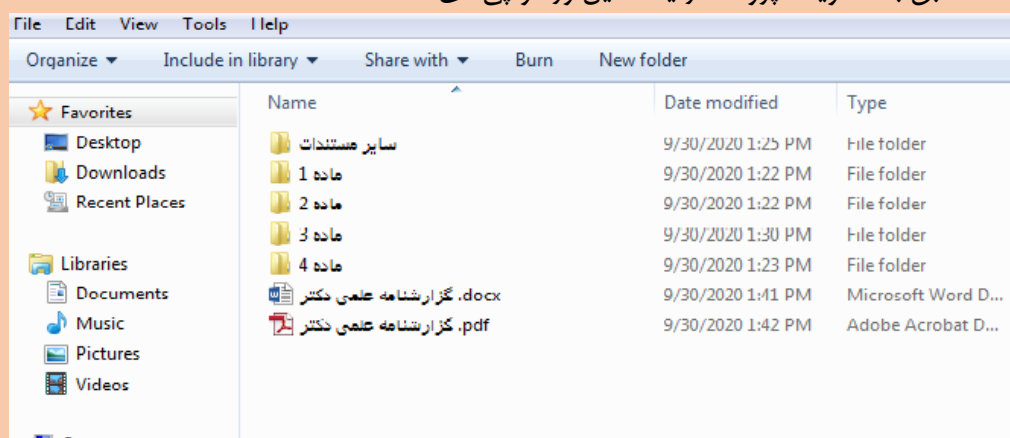 File Edit View Tools Help
Organize Include in library Share with Burn New folder
Favorites
Desktop
Downloads
Recent Places
Libraries
Documents
Music
Pictures
Videos
Name Date modified Type
سایر مستندات 9/30/2020 1:25 PM File folder
ماده 1 9/30/2020 1:22 PM File folder
ماده 2 9/30/2020 1:22 PM File folder
ماده 3 9/30/2020 1:30 PM File folder
ماده 4 9/30/2020 1:23 PM File folder
گزارشنامه علمی دکتر .docx 9/30/2020 1:41 PM Microsoft Word D...
گزارشنامه علمی دکتر .pdf 9/30/2020 1:42 PM Adobe Acrobat D...